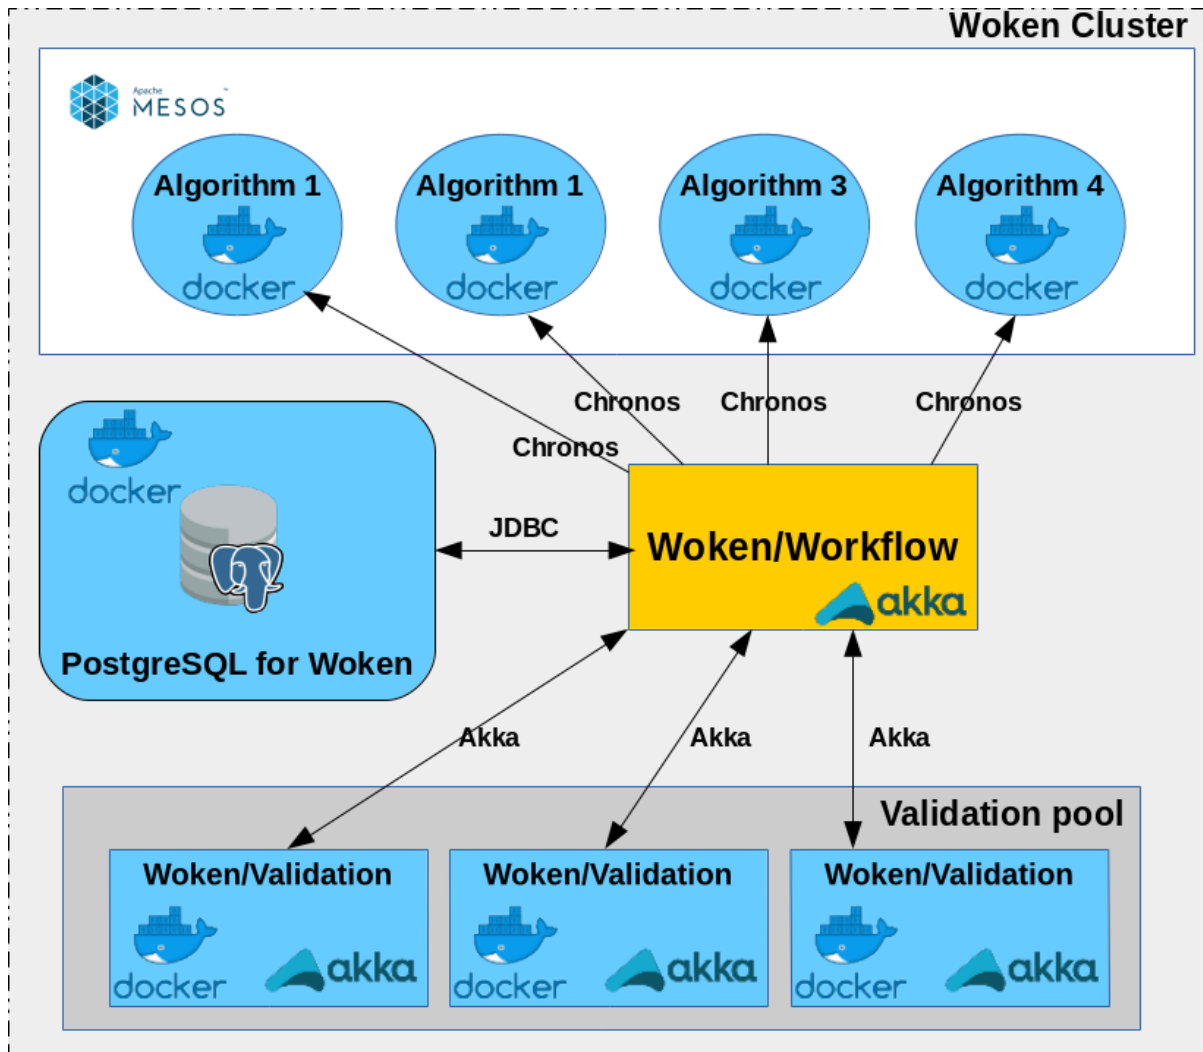 Woken Cluster
Apache
MESOS™
Algorithm 1
Algorithm 1
Algorithm 3
Algorithm 4
docker
docker
docker
docker
Chronos
Chronos
Chronos
Chronos
docker
JDBC
Woken/Workflow
akka
PostgreSQL for Woken
Akka
Akka
Akka
Validation pool
Woken/Validation
Woken/Validation
Woken/Validation
docker
akka
docker
akka
docker
akka